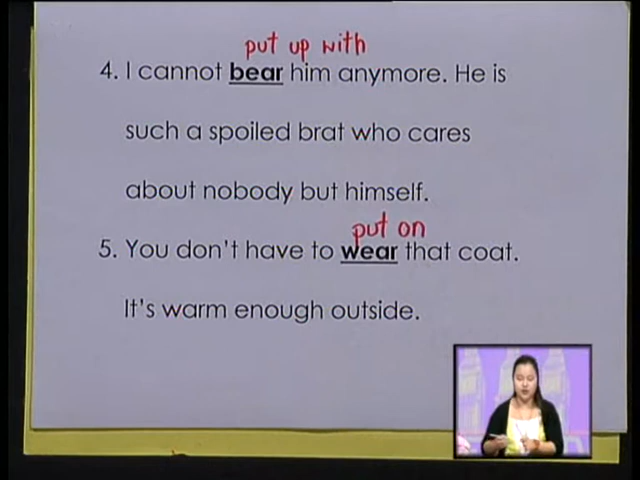 put up with
4. I cannot bear him anymore. He is
such a spoiled brat who cares
about nobody but himself.
put on
5. You don't have to wear that coat.
It's warm enough outside.